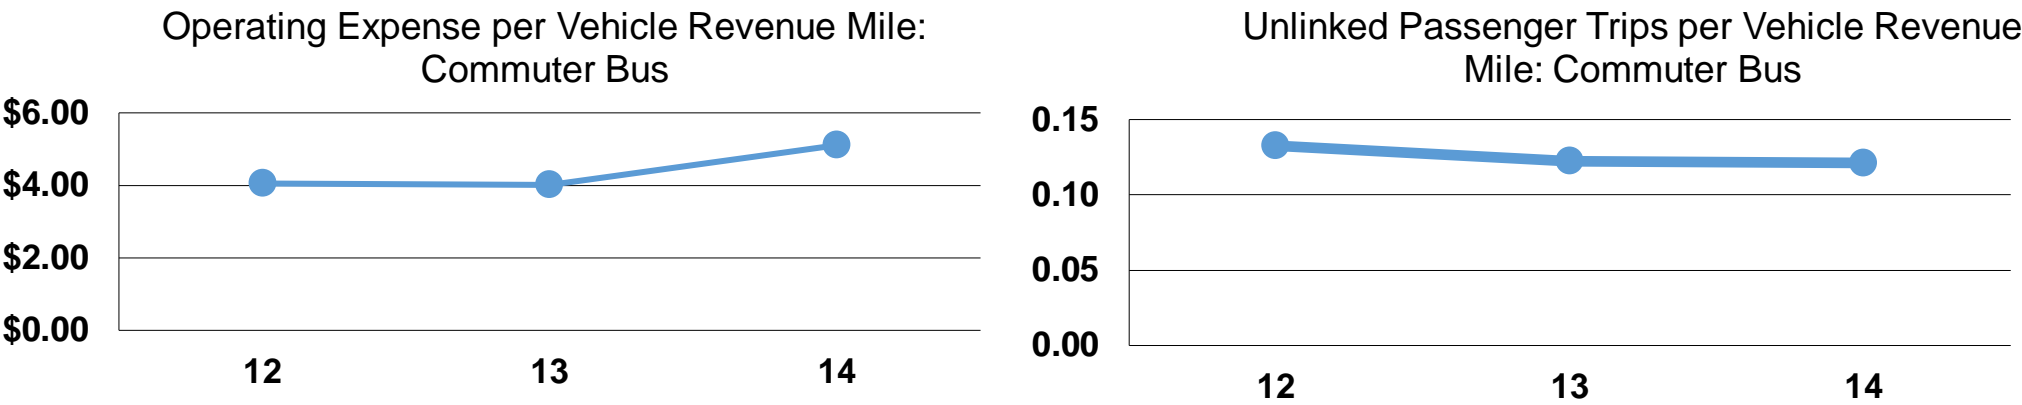 Operating Expense per Vehicle Revenue Mile:
Commuter Bus
$6.00
$4.00
$2.00
$0.00
12 13 14
Unlinked Passenger Trips per Vehicle Revenue
Mile: Commuter Bus
0.15
0.10
0.05
0.00
12 13 14